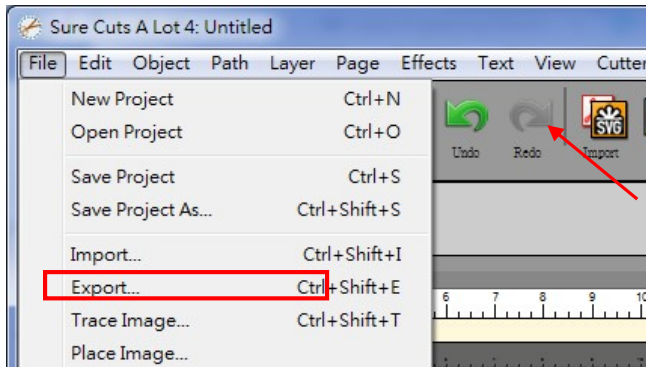 Sure Cuts A Lot 4: Untitled
File Edit Object Path Layer Page Effects Text View Cutter
New Project Ctrl+N
Open Project Ctrl+O
Undo Redo Import
SVG
Save Project Ctrl+S
Save Project As... Ctrl+Shift+S
Import... Ctrl+Shift+I
Export... Ctrl+Shift+E
6 7 8 9 10
Trace Image... Ctrl+Shift+T
Place Image...